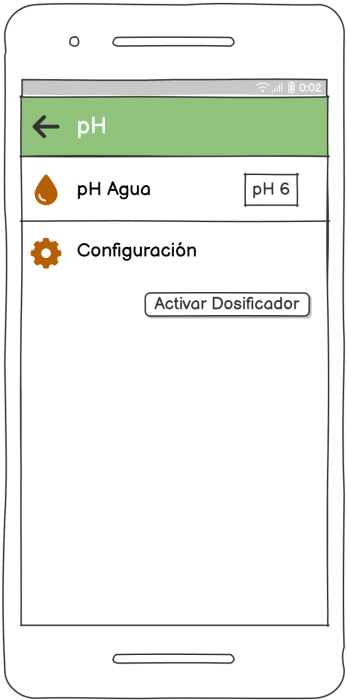 0:02
pH
pH Agua
pH 6
Configuración
Activar Dosificador